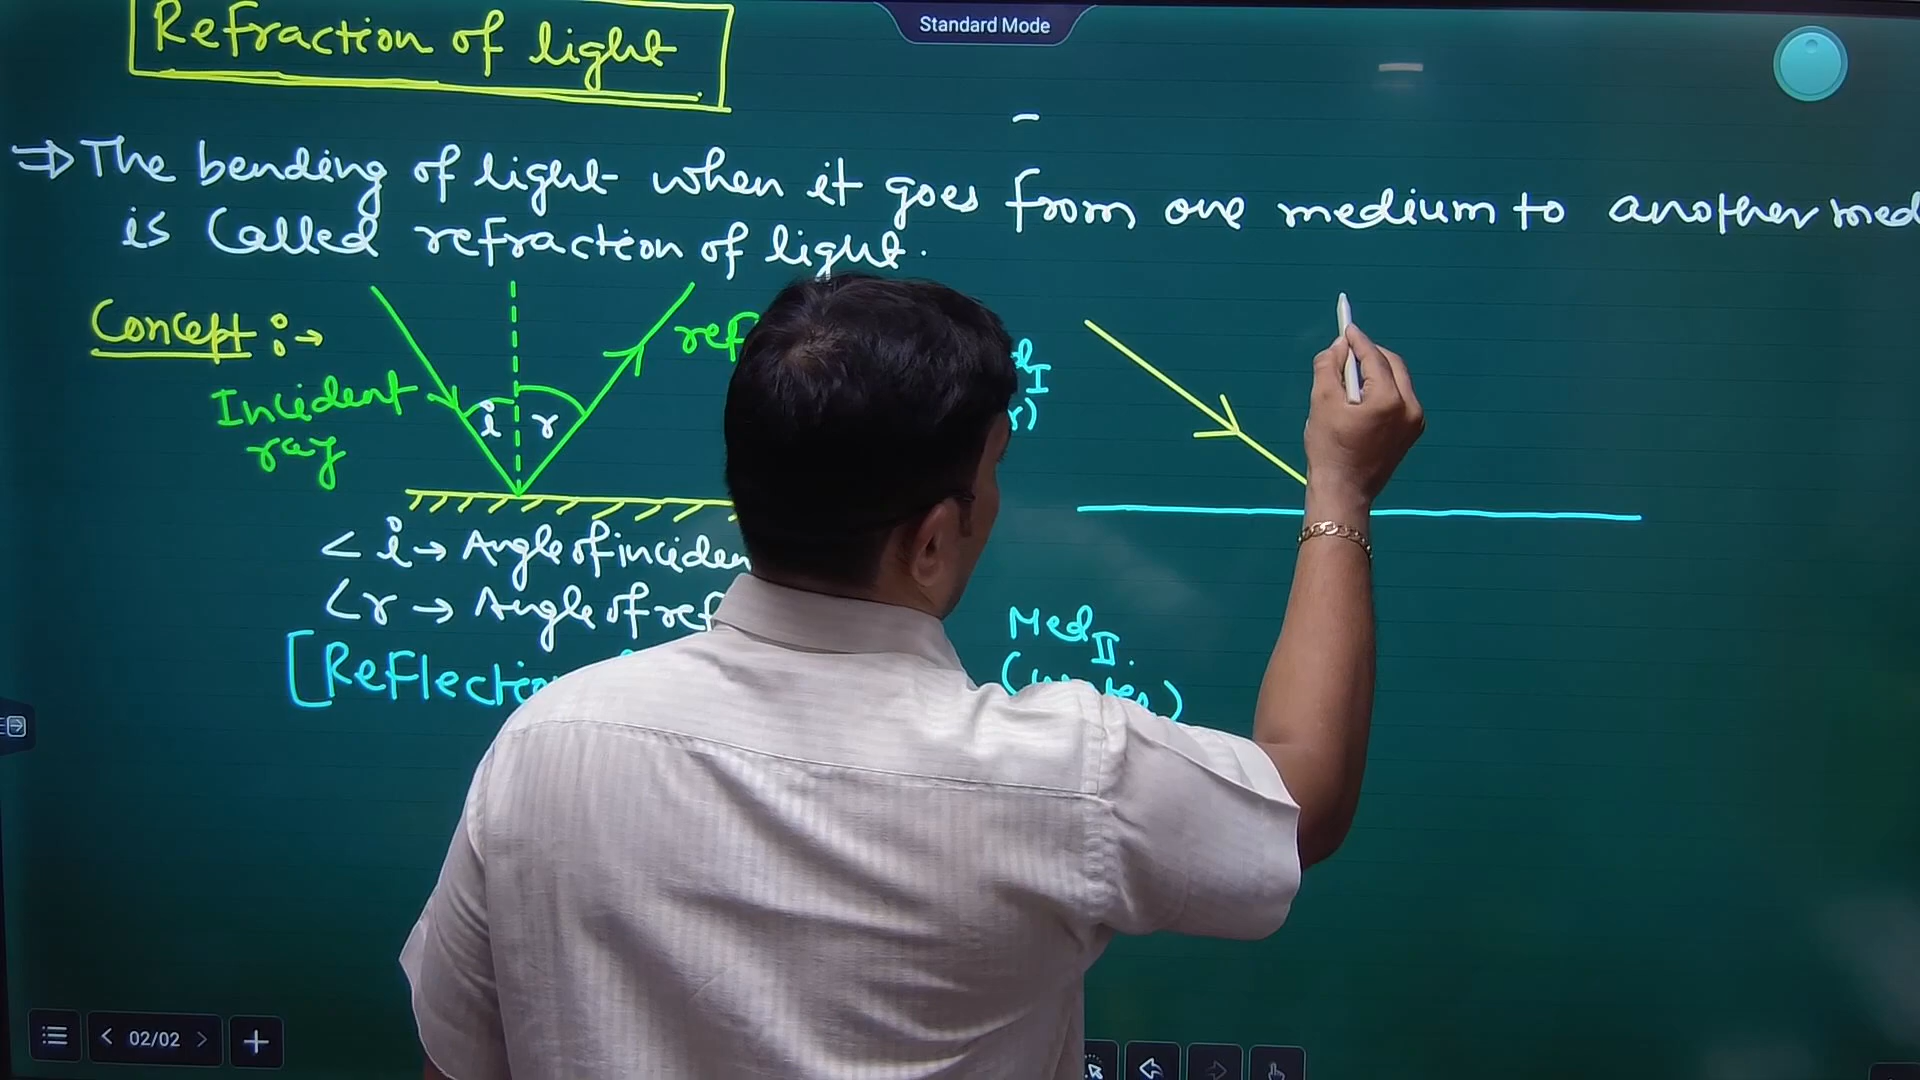 Standard Mode
Refraction of light
⇒ The bending of light when it goes from one medium to another med
is Called refraction of light.
Concept :→
Incident
ray
i
r
ref
I
< i → Angle of inciden
< r → Angle of ref
[Reflectio
Med II.
02/02